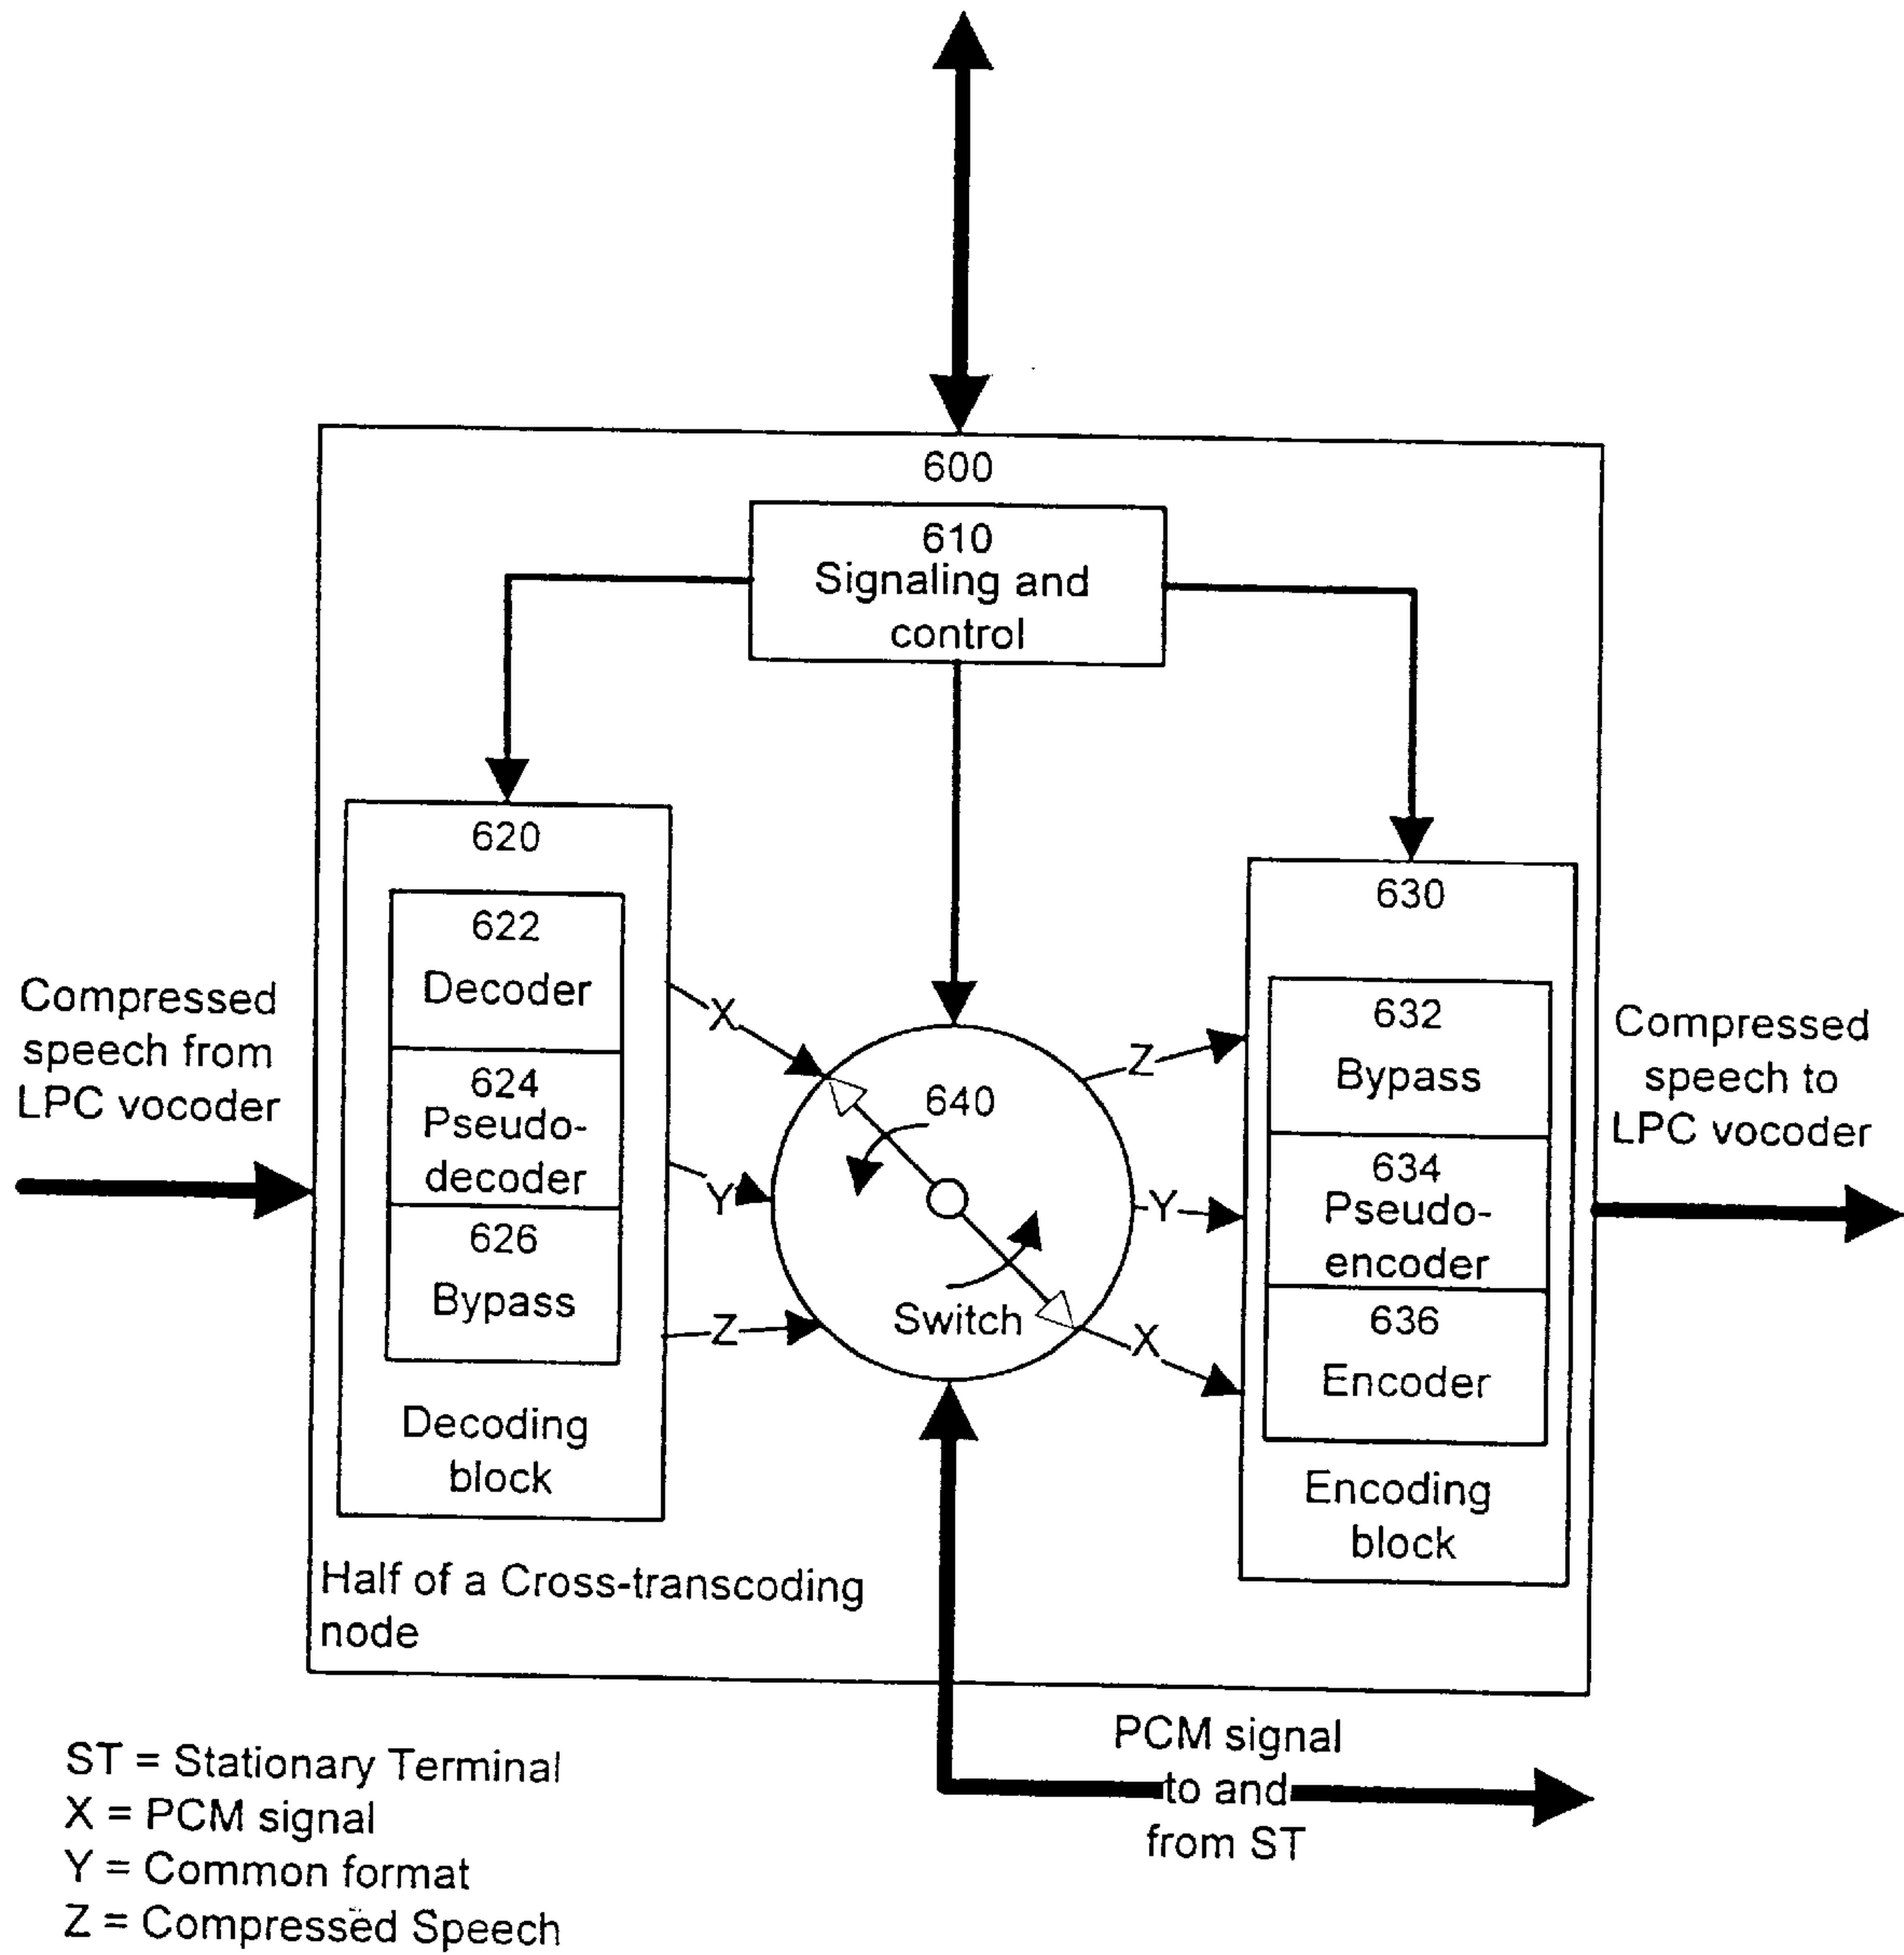 600
610
Signaling and
control
620
622
Decoder
624
Pseudo-
decoder
626
Bypass
Decoding
block
Compressed
speech from
LPC vocoder
X
Y
Z
640
Switch
Z
Y
X
630
632
Bypass
634
Pseudo-
encoder
636
Encoder
Encoding
block
Compressed
speech to
LPC vocoder
Half of a Cross-transcoding
node
PCM signal
to and
from ST
ST = Stationary Terminal
X = PCM signal
Y = Common format
Z = Compressed Speech